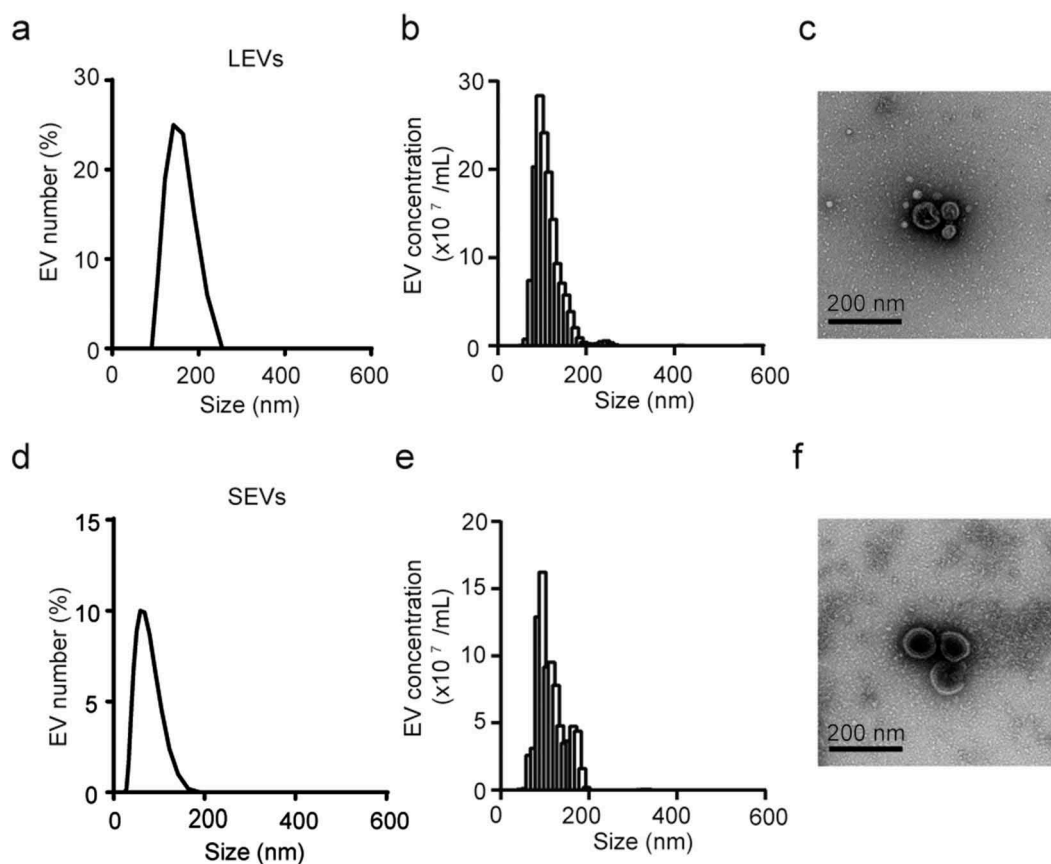 a
LEVs
EV number (%)
30
20
10
0
0 200 400 600
Size (nm)
b
EV concentration
(x10 ⁷ /mL)
30
20
10
0
0 200 400 600
Size (nm)
c
200 nm
d
SEVs
EV number (%)
15
10
5
0
0 200 400 600
Size (nm)
e
EV concentration
(x10 ⁷ /mL)
20
15
10
5
0
0 200 400 600
Size (nm)
f
200 nm